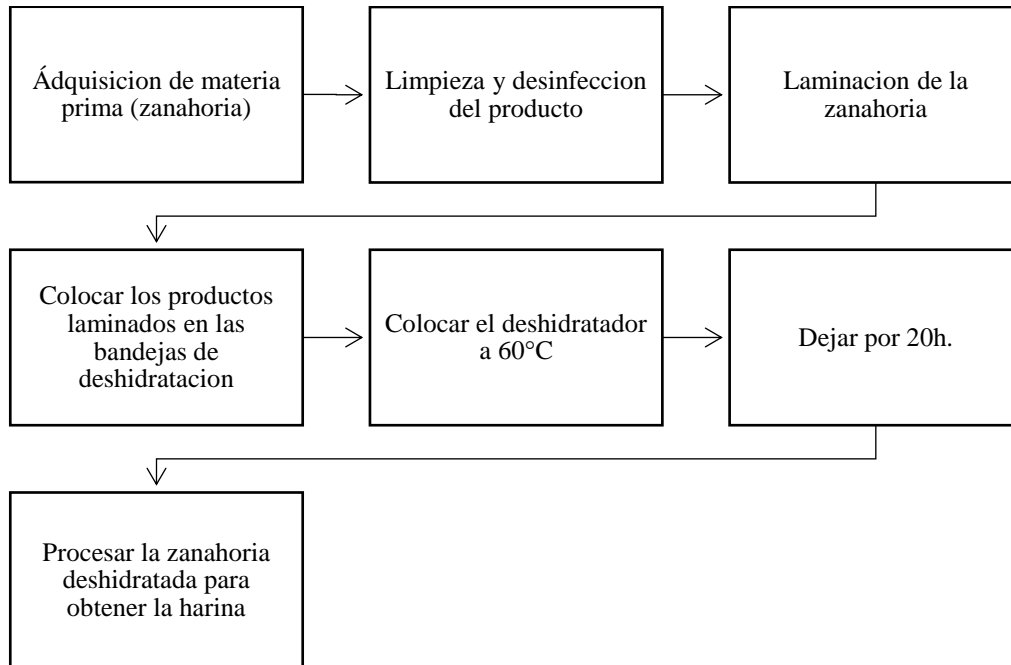 Ádquisicion de materia
prima (zanahoria)
Limpieza y desinfeccion
del producto
Laminacion de la
zanahoria
Colocar los productos
laminados en las
bandejas de
deshidratacion
Colocar el deshidratador
a 60°C
Dejar por 20h.
Procesar la zanahoria
deshidratada para
obtener la harina